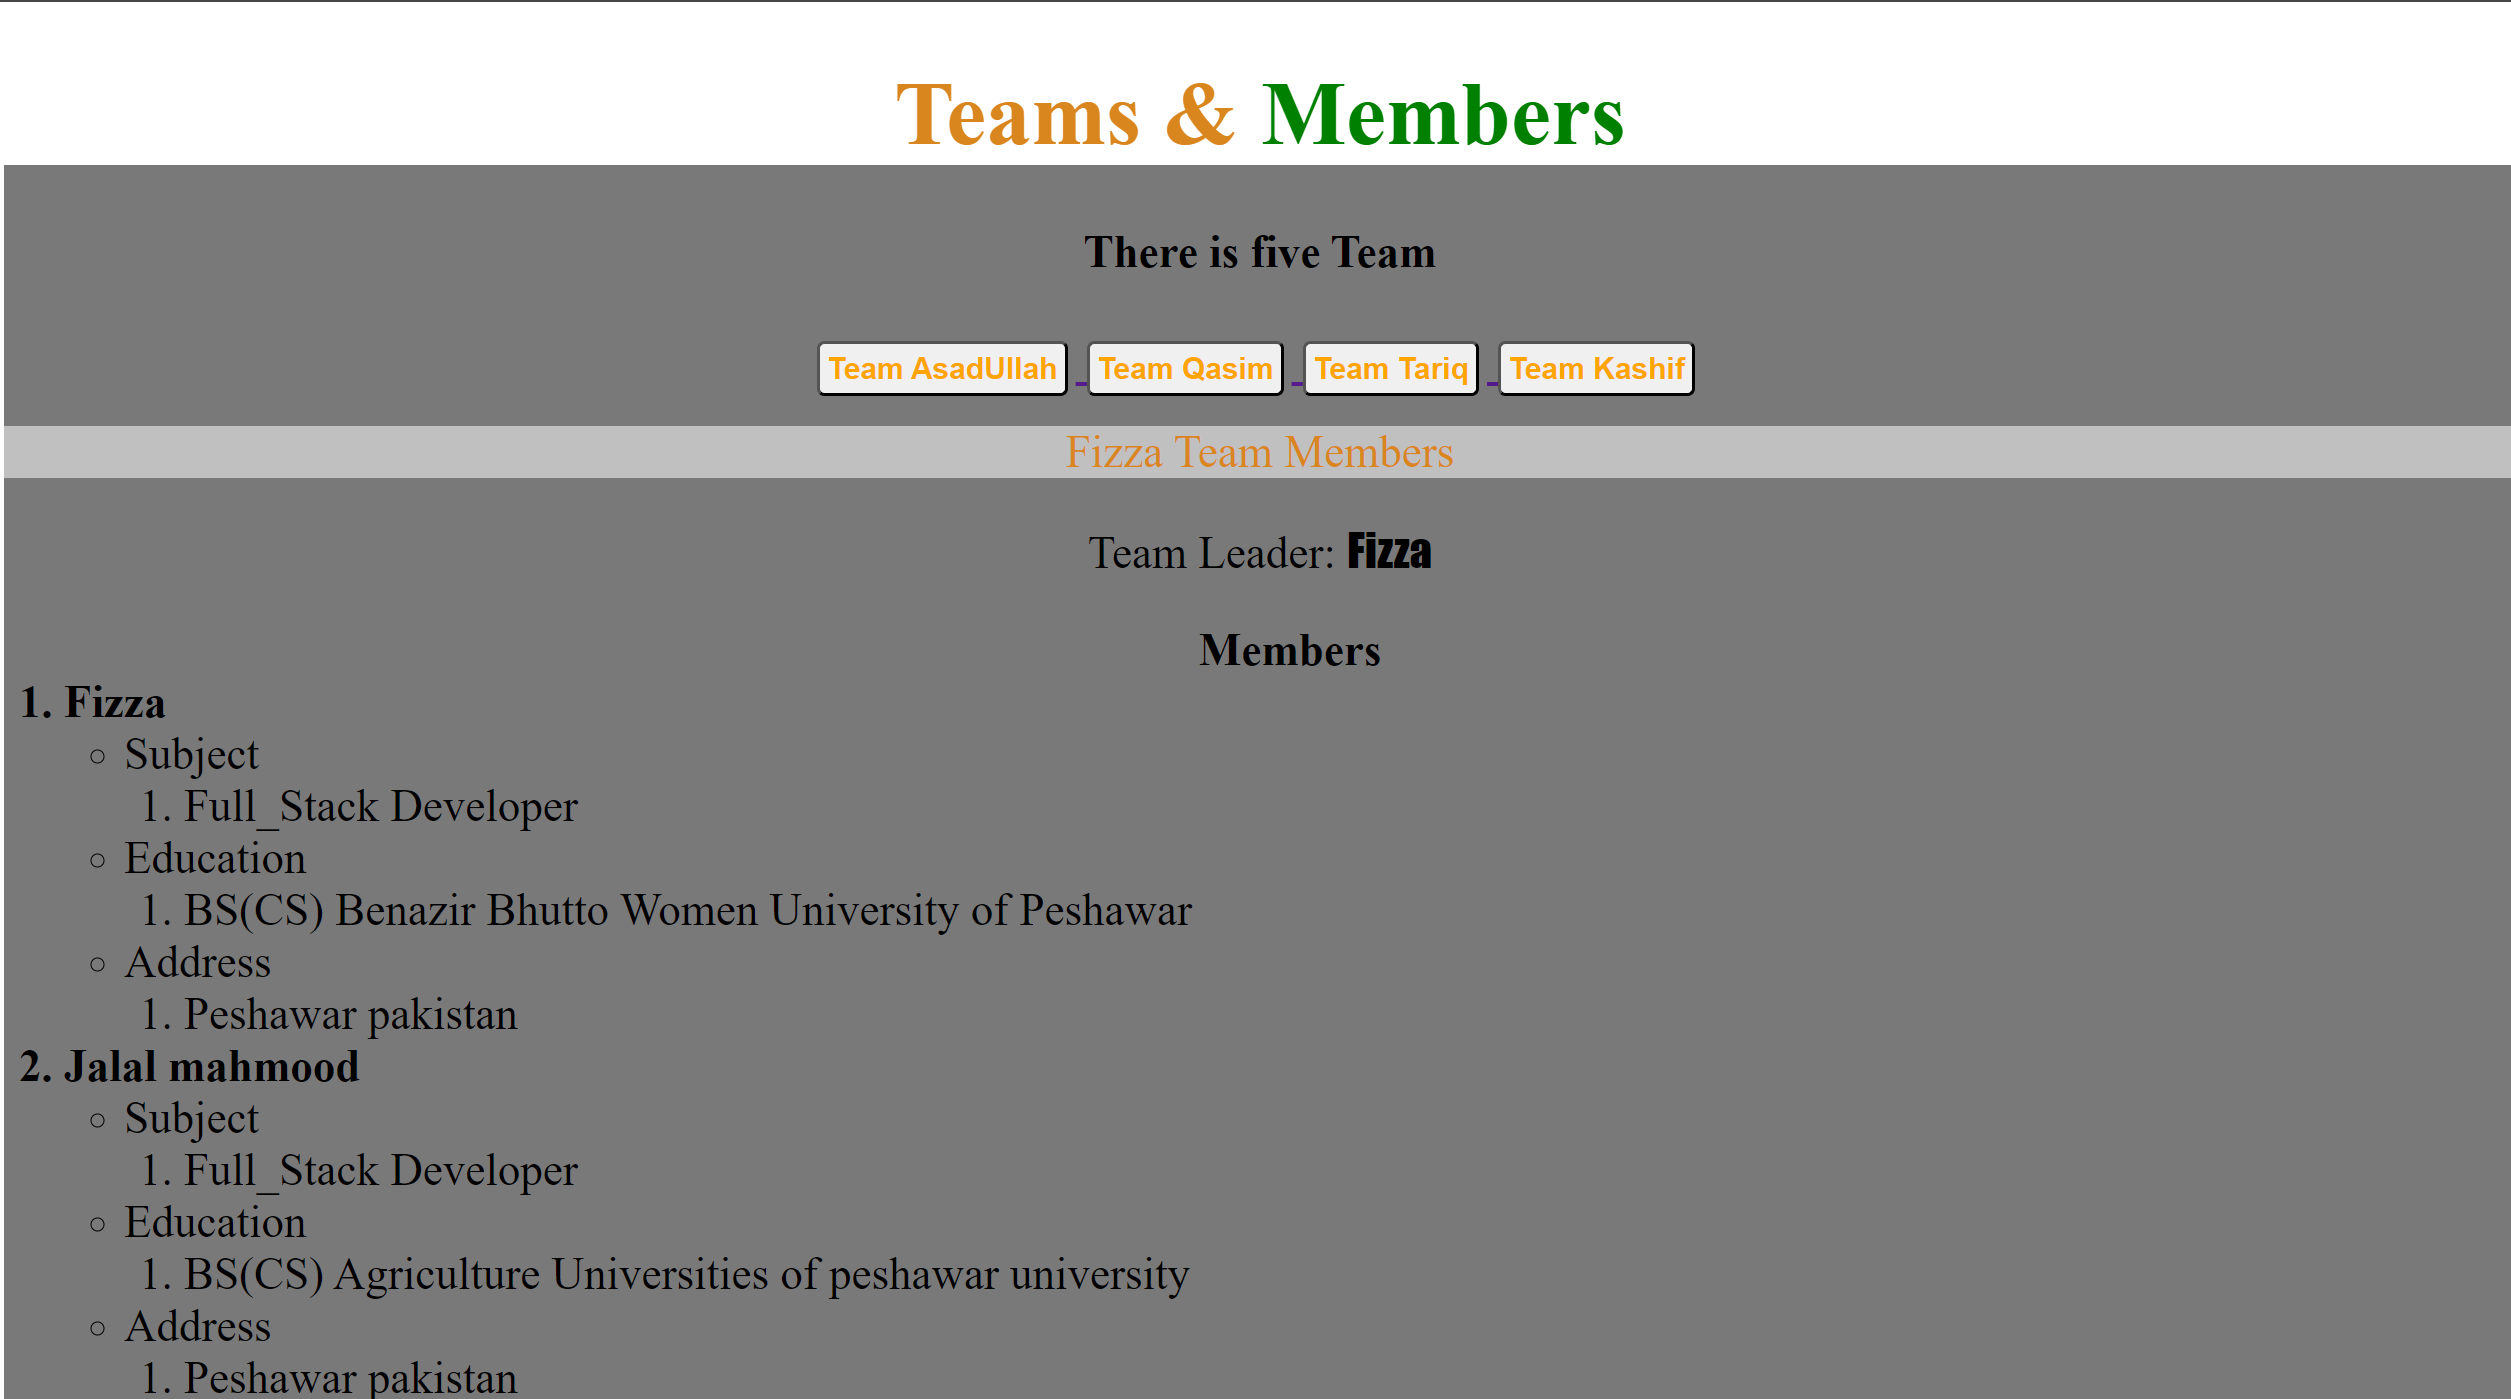 Teams & Members
There is five Team
Team AsadUllah Team Qasim Team Tariq Team Kashif
Fizza Team Members
Team Leader: Fizza
Members
1. Fizza
Subject
1. Full_Stack Developer
Education
1. BS(CS) Benazir Bhutto Women University of Peshawar
Address
1. Peshawar pakistan
2. Jalal mahmood
Subject
1. Full_Stack Developer
Education
1. BS(CS) Agriculture Universities of peshawar university
Address
1. Peshawar pakistan